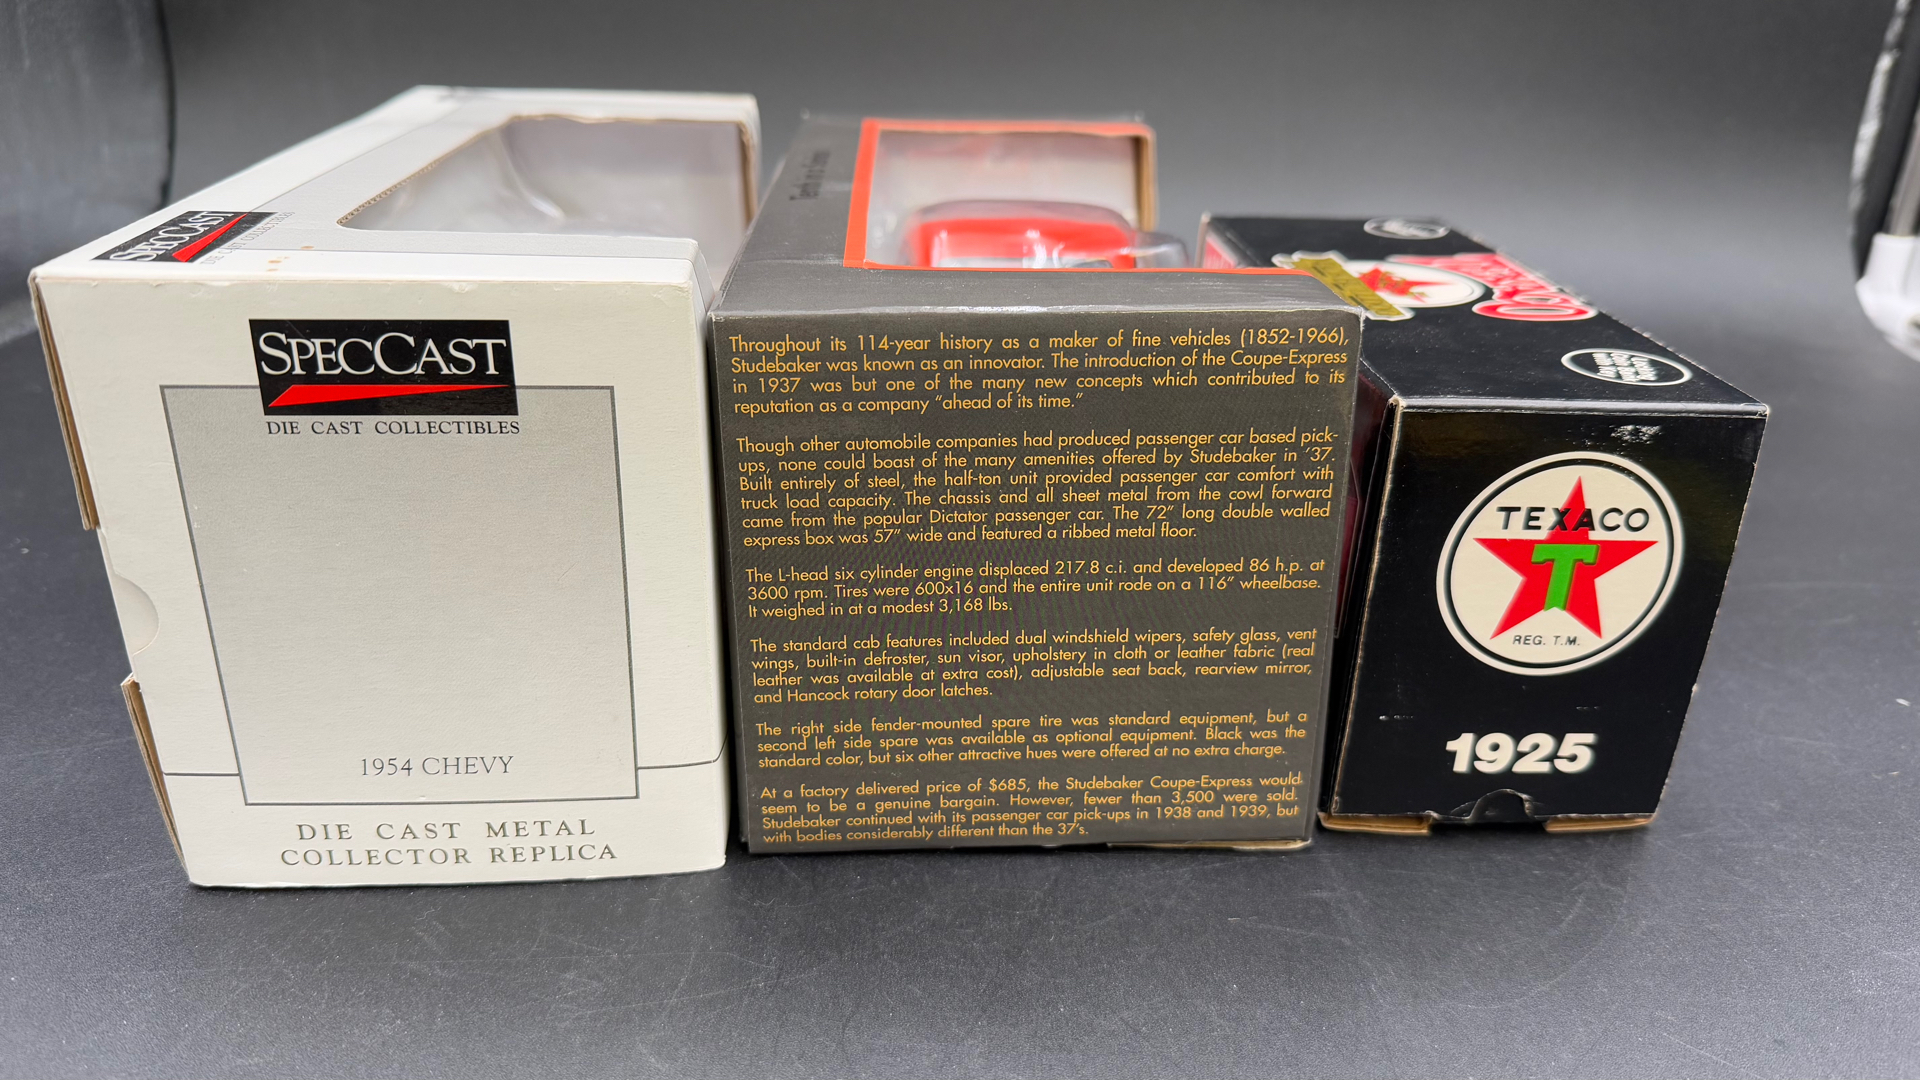 SPECCAST
DIE CAST COLLECTIBLES
SPECCAST
DIE CAST COLLECTIBLES
1954 CHEVY
DIE CAST METAL
COLLECTOR REPLICA
Throughout its 114-year history as a maker of fine vehicles (1852-1966),
Studebaker was known as an innovator. The introduction of the Coupe-Express
in 1937 was but one of the many new concepts which contributed to its
reputation as a company "ahead of its time."
Though other automobile companies had produced passenger car based pick-
ups, none could boast of the many amenities offered by Studebaker in '37.
Built entirely of steel, the half-ton unit provided passenger car comfort with
truck load capacity. The chassis and all sheet metal from the cowl forward
came from the popular Dictator passenger car. The 72" long double walled
express box was 57" wide and featured a ribbed metal floor.
The L-head six cylinder engine displaced 217.8 c.i. and developed 86 h.p. at
3600 rpm. Tires were 600x16 and the entire unit rode on a 116" wheelbase.
It weighed in at a modest 3,168 lbs.
The standard cab features included dual windshield wipers, safety glass, vent
wings, built-in defroster, sun visor, upholstery in cloth or leather fabric (real
leather was available at extra cost), adjustable seat back, rearview mirror,
and Hancock rotary door latches.
The right side fender-mounted spare tire was standard equipment, but a
second left side spare was available as optional equipment. Black was the
standard color, but six other attractive hues were offered at no extra charge.
At a factory delivered price of $685, the Studebaker Coupe-Express would
seem to be a genuine bargain. However, fewer than 3,500 were sold.
Studebaker continued with its passenger car pick-ups in 1938 and 1939, but
with bodies considerably different than the 37's.
TEXACO
T
REG. T.M.
1925